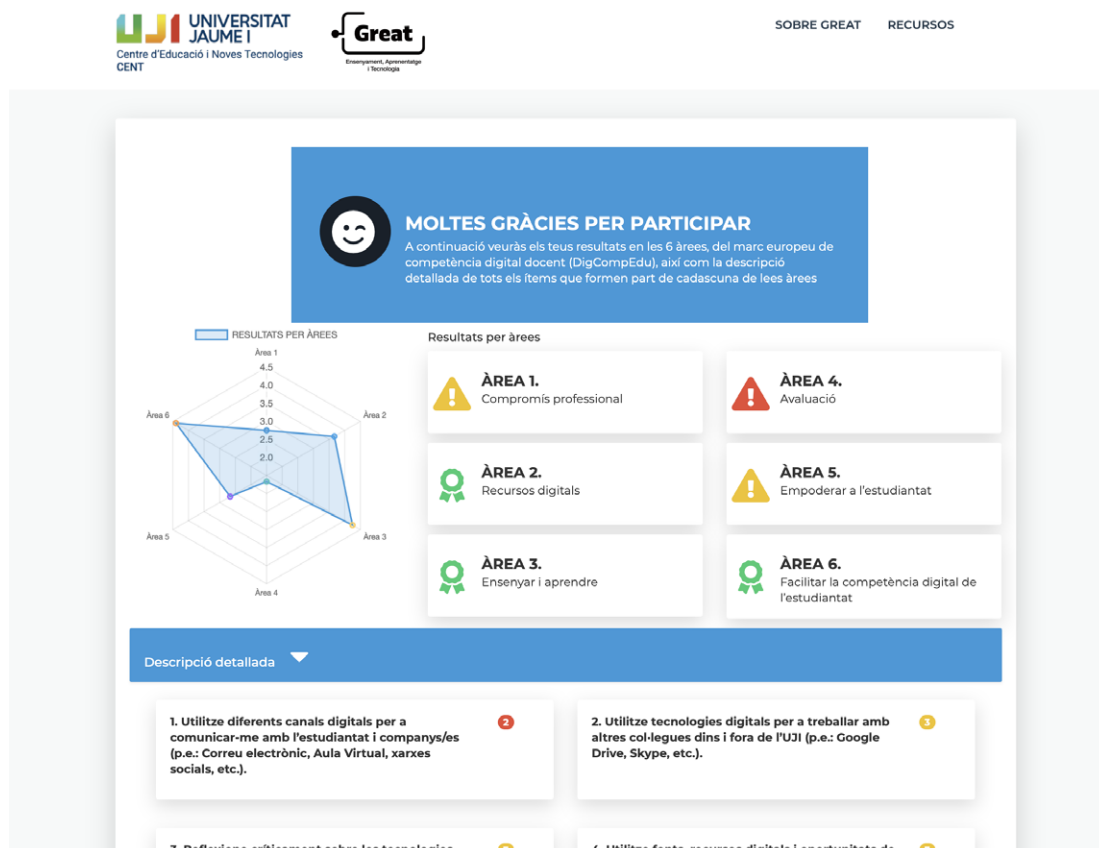 UNIVERSITAT
JAUME I
Centre d'Educació i Noves Tecnologies
CENT
Great
Ensenyament, Aprenentatge
i Tecnologia
SOBRE GREAT
RECURSOS
MOLTES GRÀCIES PER PARTICIPAR
A continuació veuràs els teus resultats en les 6 àrees, del marc europeu de
competència digital docent (DigCompEdu), així com la descripció
detallada de tots els ítems que formen part de cadascuna de lees àrees
RESULTATS PER ÀREES
Àrea 1
4.5
4.0
3.5
3.0
2.5
2.0
Àrea 2
Àrea 3
Àrea 4
Àrea 5
Àrea 6
Resultats per àrees
ÀREA 1.
Compromís professional
ÀREA 4.
Avaluació
ÀREA 2.
Recursos digitals
ÀREA 5.
Empoderar a l'estudiantat
ÀREA 3.
Ensenyar i aprendre
ÀREA 6.
Facilitar la competència digital de
l'estudiantat
Descripció detallada
1. Utilitze diferents canals digitals per a
comunicar-me amb l'estudiantat i companys/es
(p.e.: Correu electrònic, Aula Virtual, xarxes
socials, etc.).
2
2. Utilitze tecnologies digitals per a treballar amb
altres col·legues dins i fora de l'UJI (p.e.: Google
Drive, Skype, etc.).
3